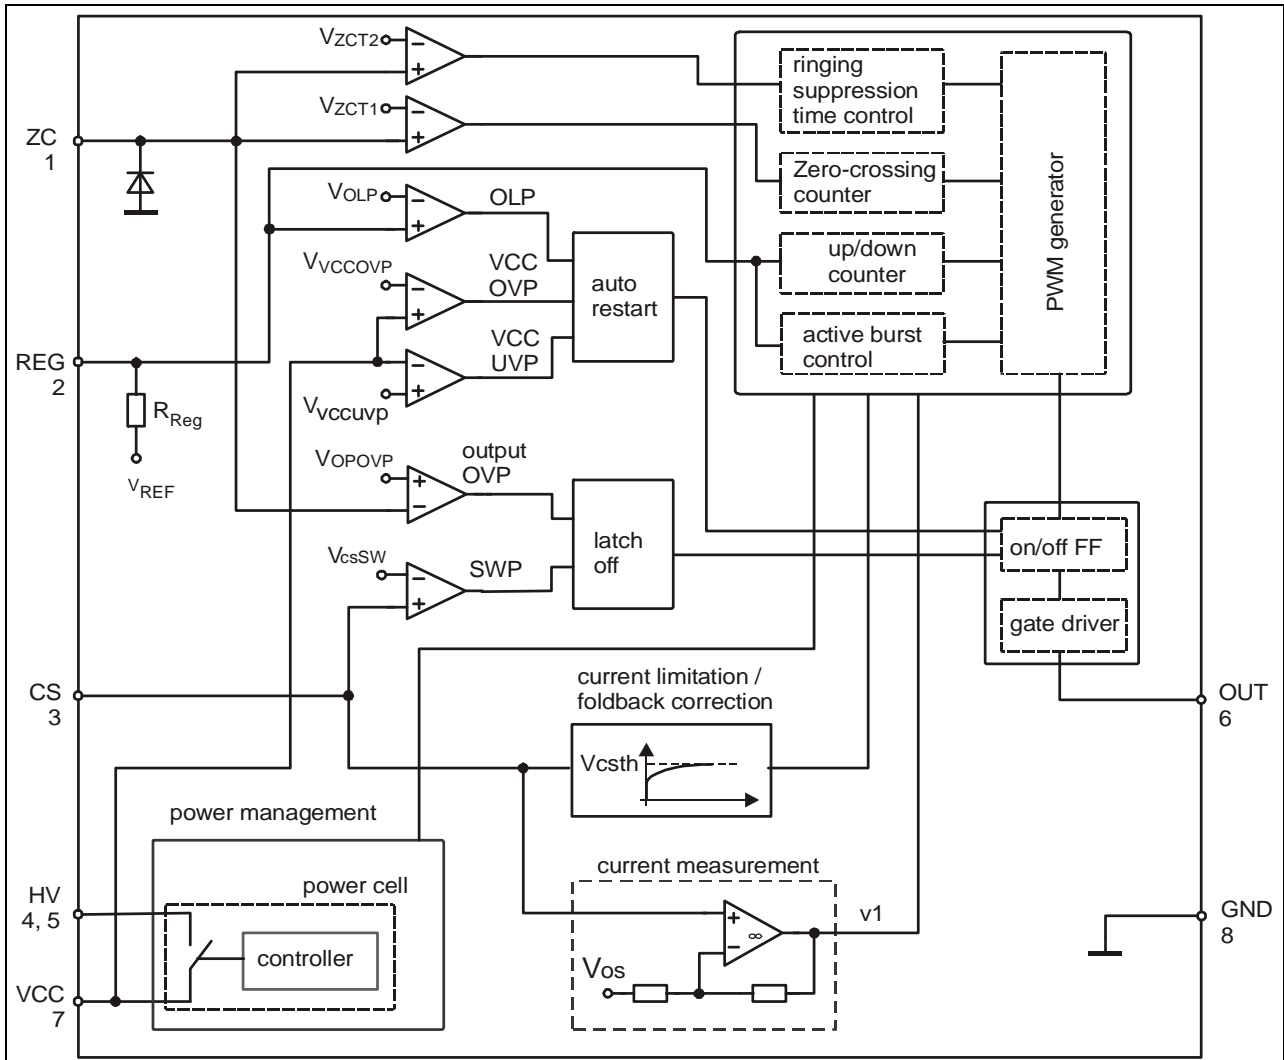 VZCT2
ZC
1
VZCT1
ringing
suppression
time control
Zero-crossing
counter
up/down
counter
active burst
control
PWM generator
VOLP
OLP
VVCCOVP
VCC
OVP
VCC
UVP
Vvccuvp
auto
restart
REG
2
RReg
VREF
VOPOVP
output
OVP
VcsSW
SWP
latch
off
on/off FF
gate driver
CS
3
current limitation /
foldback correction
Vcsth
OUT
6
power management
power cell
controller
HV
4, 5
VCC
7
current measurement
+
∞
−
v1
Vos
GND
8